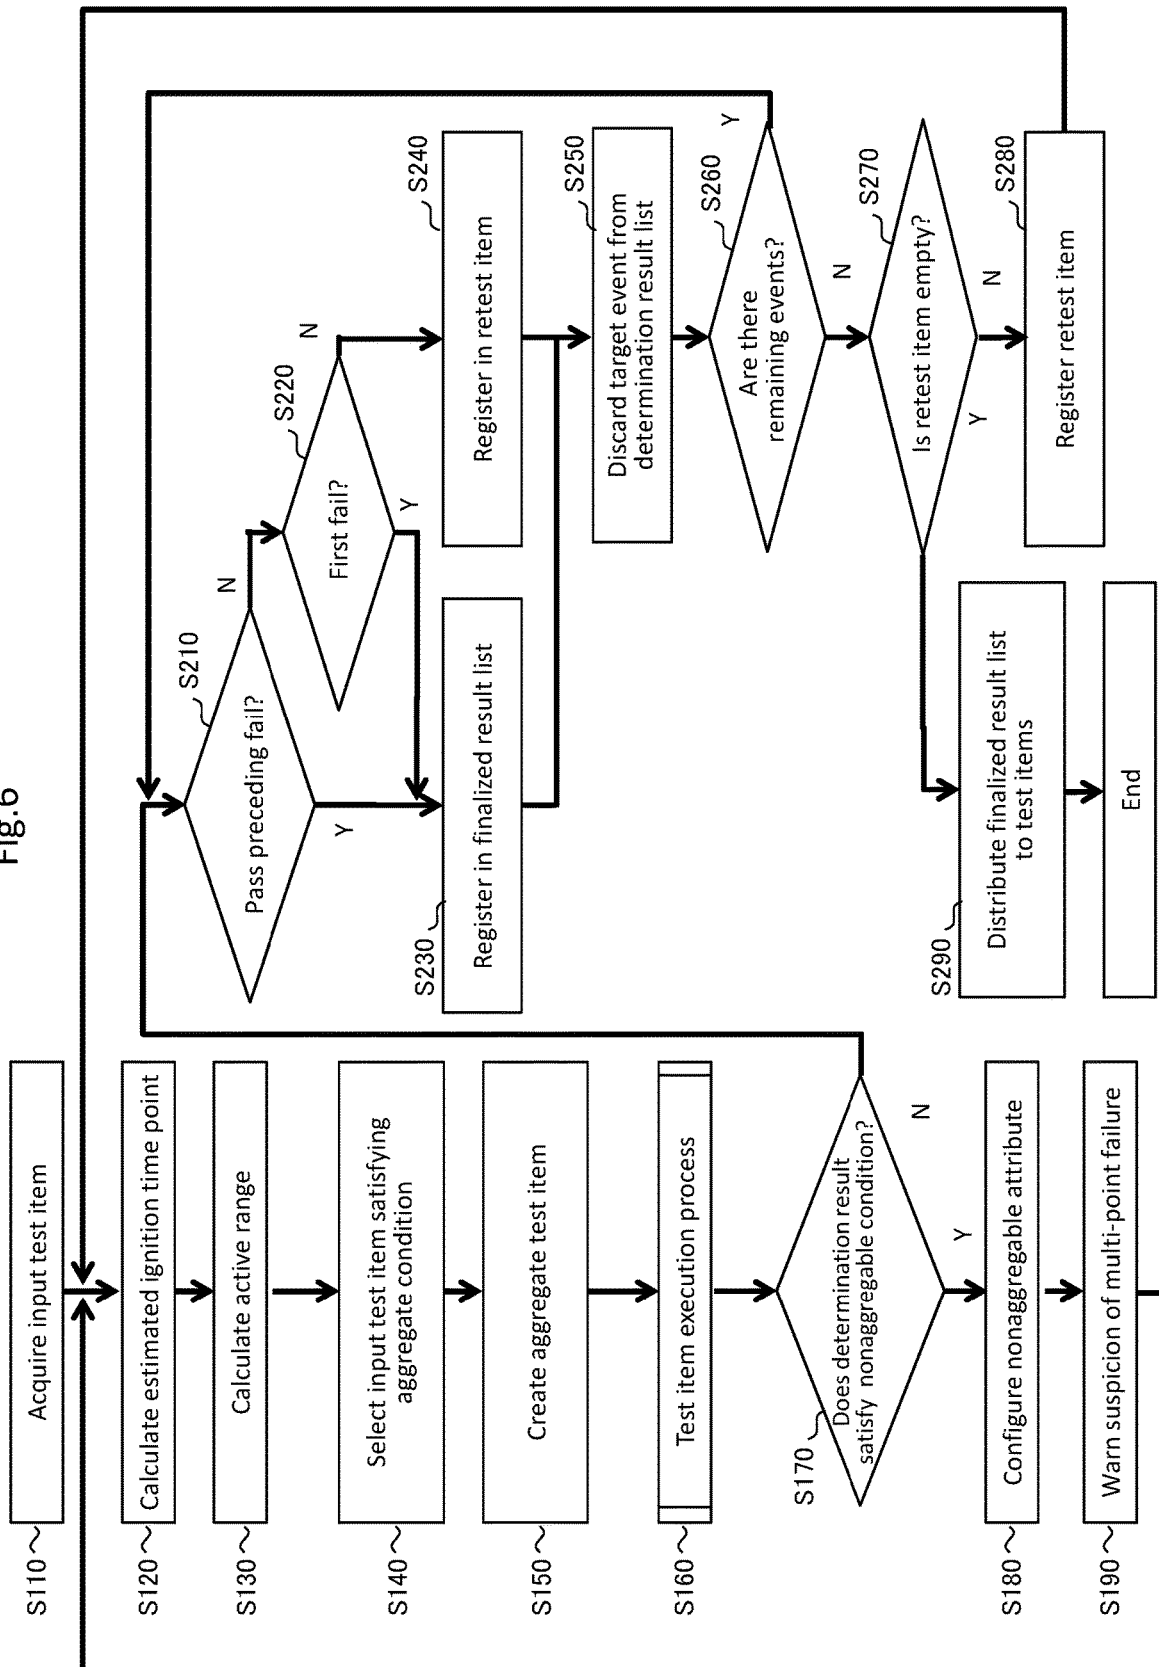 Fig.6
S110
Acquire input test item
S120
Calculate estimated ignition time point
S130
Calculate active range
S140
Select input test item satisfying
aggregate condition
S150
Create aggregate test item
S160
Test item execution process
S170
Does determination result
satisfy nonaggregable condition?
N
Y
S180
Configure nonaggregable attribute
S190
Warn suspicion of multi-point failure
S210
Pass preceding fail?
N
Y
S220
First fail?
N
Y
S230
Register in finalized result list
S240
Register in retest item
S250
Discard target event from
determination result list
S260
Are there
remaining events?
Y
N
S270
Is retest item empty?
Y
N
S280
Register retest item
S290
Distribute finalized result list
to test items
End